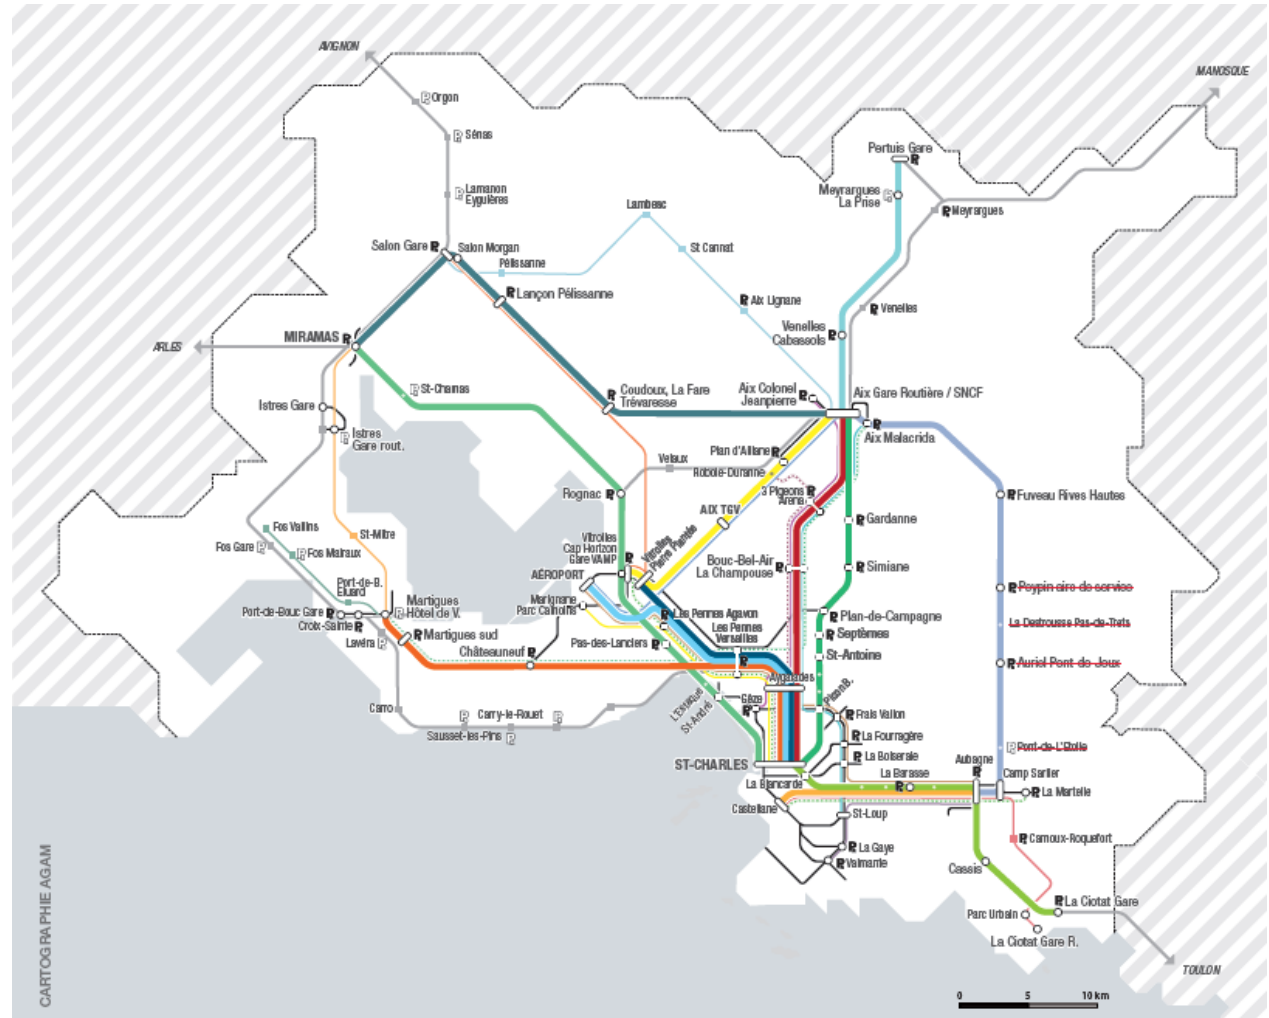 AVIGNON
MANOSQUE
Orgon
Sénas
Pertuis Gare
Lamanon
Eyguières
Meyrargues
La Prise
Meyrargues
Lambesc
Salon Gare
Salon Morgan
St Cannat
Pélissanne
Lançon Pélissanne
Aix Lignane
Venelles
Venelles
Cabassols
MIRAMAS
ARLES
St-Chamas
Coudoux, La Fare
Trévaresse
Aix Colonel
Jeanpierre
Aix Gare Routière / SNCF
Istres Gare
Istres
Gare rout.
Aix Malacrida
Plan d'Aillane
Velaux
Robole-Duranne
Rognac
3 Pigeons
Arena
Fuveau Rives Hautes
AIX TGV
Gardanne
Fos Vallins
St-Mitre
Fos Gare
Fos Malraux
Vitrolles
Cap Horizon
Gare VAMP
Vitrolles
Pierre Plantée
Bouc-Bel-Air
La Champouse
Simiane
AÉROPORT
Port-de-B.
Eluard
Peypin aire de service
Marignane
Parc Camoins
Martigues
Hôtel de V.
Port-de-Bouc Gare
Les Pennes Agavon
Plan-de-Campagne
Croix-Sainte
Les Pennes
Versailles
La Destrousse Pas-de-Trets
Martigues sud
Septèmes
Lavéra
Pas-des-Lanciers
Châteauneuf
St-Antoine
Auriol Pont de Joux
Aygalades
Carro
L'Estaque
St-André
Gèze
Picon B.
Carry-le-Rouet
Frais Vallon
Sausset-les-Pins
La Fourragère
Pont-de-L'Etoile
La Boiserale
Aubagne
ST-CHARLES
La Barasse
Camp Sarlier
La Blancarde
La Martelle
Castellane
St-Loup
Carnoux-Roquefort
La Gaye
Valmante
Cassis
La Ciotat Gare
Parc Urbain
La Ciotat Gare R.
TOULON
CARTOGRAPHIE AGAM
0 5 10 km